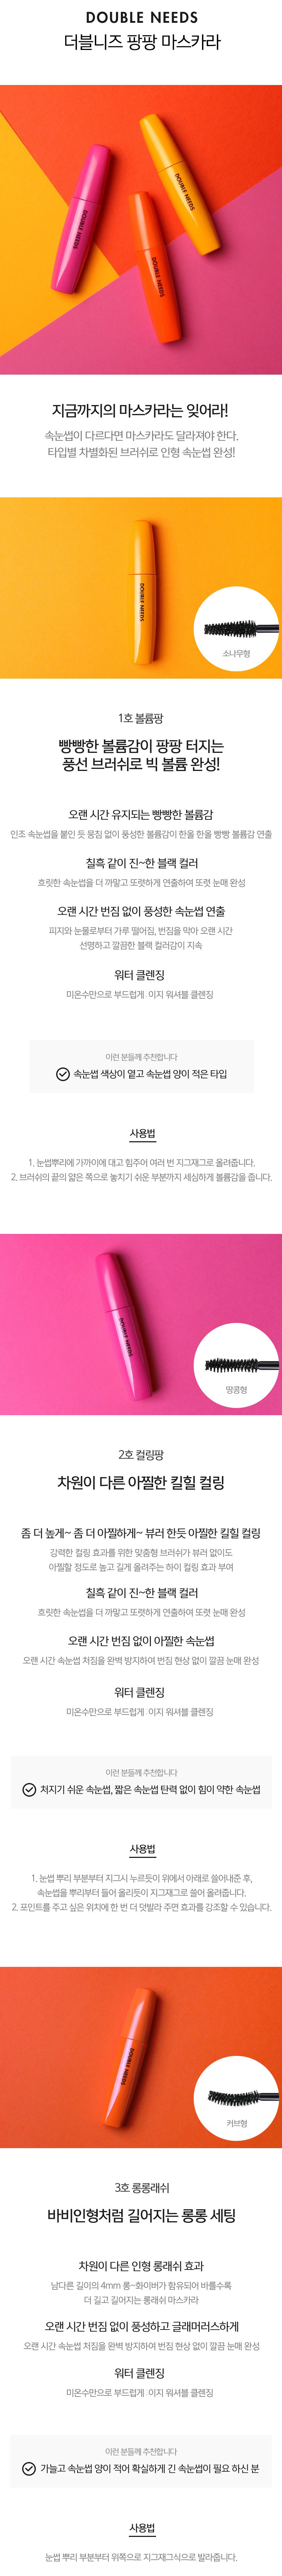 DOUBLE NEEDS
더블니즈 팡팡 마스카라
DOUBLE NEEDS
DOUBLE NEEDS
DOUBLE NEEDS
지금까지의 마스카라는 잊어라!
속눈썹이 다르다면 마스카라도 달라져야 한다.
타입별 차별화된 브러쉬로 인형 속눈썹 완성!
DOUBLE NEEDS
소나무형
1호 볼륨팡
빵빵한 볼륨감이 팡팡 터지는
풍선 브러쉬로 빅 볼륨 완성!
오랜 시간 유지되는 빵빵한 볼륨감
인조 속눈썹을 붙인 듯 뭉침 없이 풍성한 볼륨감이 한올 한올 빵빵 볼륨감 연출
칠흑 같이 진~한 블랙 컬러
흐릿한 속눈썹을 더 까맣고 또렷하게 연출하여 또렷 눈매 완성
오랜 시간 번짐 없이 풍성한 속눈썹 연출
피지와 눈물로부터 가루 떨어짐, 번짐을 막아 오랜 시간
선명하고 깔끔한 블랙 컬러감이 지속
워터 클렌징
미온수만으로 부드럽게 이지 워셔블 클렌징
이런 분들께 추천합니다
속눈썹 색상이 옅고 속눈썹 양이 적은 타입
사용법
1. 눈썹뿌리에 가까이에 대고 힘주어 여러 번 지그재그로 올려줍니다.
2. 브러쉬의 끝의 얇은 쪽으로 놓치기 쉬운 부분까지 세심하게 볼륨감을 줍니다.
DOUBLE NEEDS
땅콩형
2호 컬링팡
차원이 다른 아찔한 킬힐 컬링
좀 더 높게~ 좀 더 아찔하게~ 뷰러 한듯 아찔한 킬힐 컬링
강력한 컬링 효과를 위한 맞춤형 브러쉬가 뷰러 없이도
아찔할 정도로 높고 길게 올려주는 하이 컬링 효과 부여
칠흑 같이 진~한 블랙 컬러
흐릿한 속눈썹을 더 까맣고 또렷하게 연출하여 또렷 눈매 완성
오랜 시간 번짐 없이 아찔한 속눈썹
오랜 시간 속눈썹 처짐을 완벽 방지하여 번짐 현상 없이 깔끔 눈매 완성
워터 클렌징
미온수만으로 부드럽게 이지 워셔블 클렌징
이런 분들께 추천합니다
처지기 쉬운 속눈썹, 짧은 속눈썹 탄력 없이 힘이 약한 속눈썹
사용법
1. 눈썹 뿌리 부분부터 지그시 누르듯이 위에서 아래로 쓸어내준 후,
속눈썹을 뿌리부터 들어 올리듯이 지그재그로 쓸어 올려줍니다.
2. 포인트를 주고 싶은 위치에 한 번 더 덧발라 주면 효과를 강조할 수 있습니다.
DOUBLE NEEDS
커브형
3호 롱롱래쉬
바비인형처럼 길어지는 롱롱 세팅
차원이 다른 인형 롱래쉬 효과
남다른 길이의 4mm 롱~화이버가 함유되어 바를수록
더 길고 길어지는 롱래쉬 마스카라
오랜 시간 번짐 없이 풍성하고 글래머러스하게
오랜 시간 속눈썹 처짐을 완벽 방지하여 번짐 현상 없이 깔끔 눈매 완성
워터 클렌징
미온수만으로 부드럽게 이지 워셔블 클렌징
이런 분들께 추천합니다
가늘고 속눈썹 양이 적어 확실하게 긴 속눈썹이 필요 하신 분
사용법
눈썹 뿌리 부분부터 위쪽으로 지그재그식으로 발라줍니다.